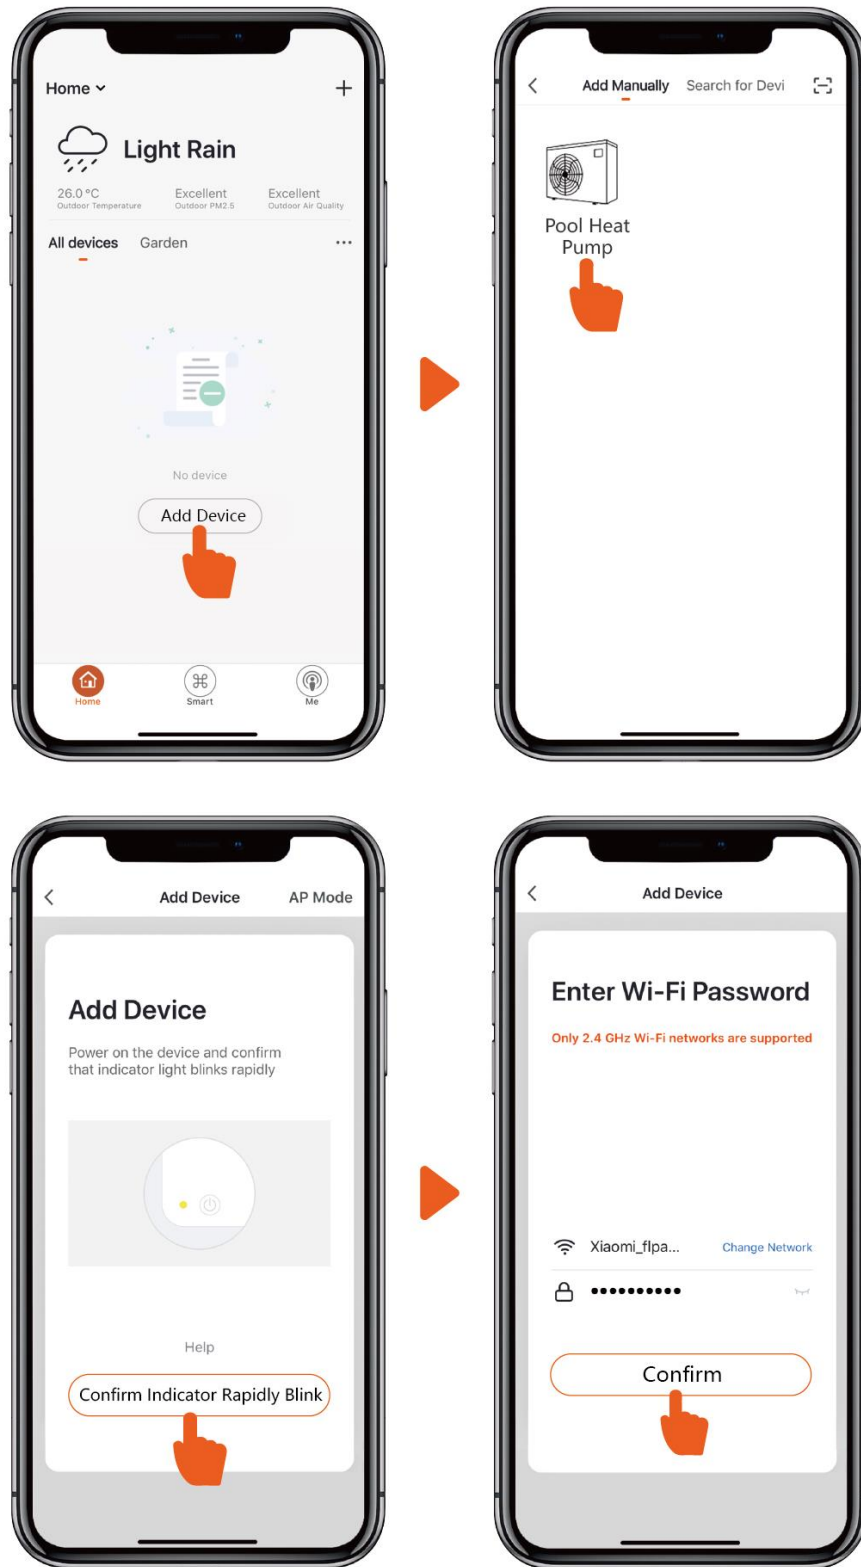 Home
Light Rain
26.0 °C Excellent Excellent
Outdoor Temperature Outdoor PM2.5 Outdoor Air Quality
All devices Garden
No device
Add Device
Home Smart Me
Add Manually Search for Devi
Pool Heat
Pump
Add Device AP Mode
Add Device
Power on the device and confirm
that indicator light blinks rapidly
Help
Confirm Indicator Rapidly Blink
Add Device
Enter Wi-Fi Password
Only 2.4 GHz Wi-Fi networks are supported
Xiaomi_flpa... Change Network
••••••••••
Confirm